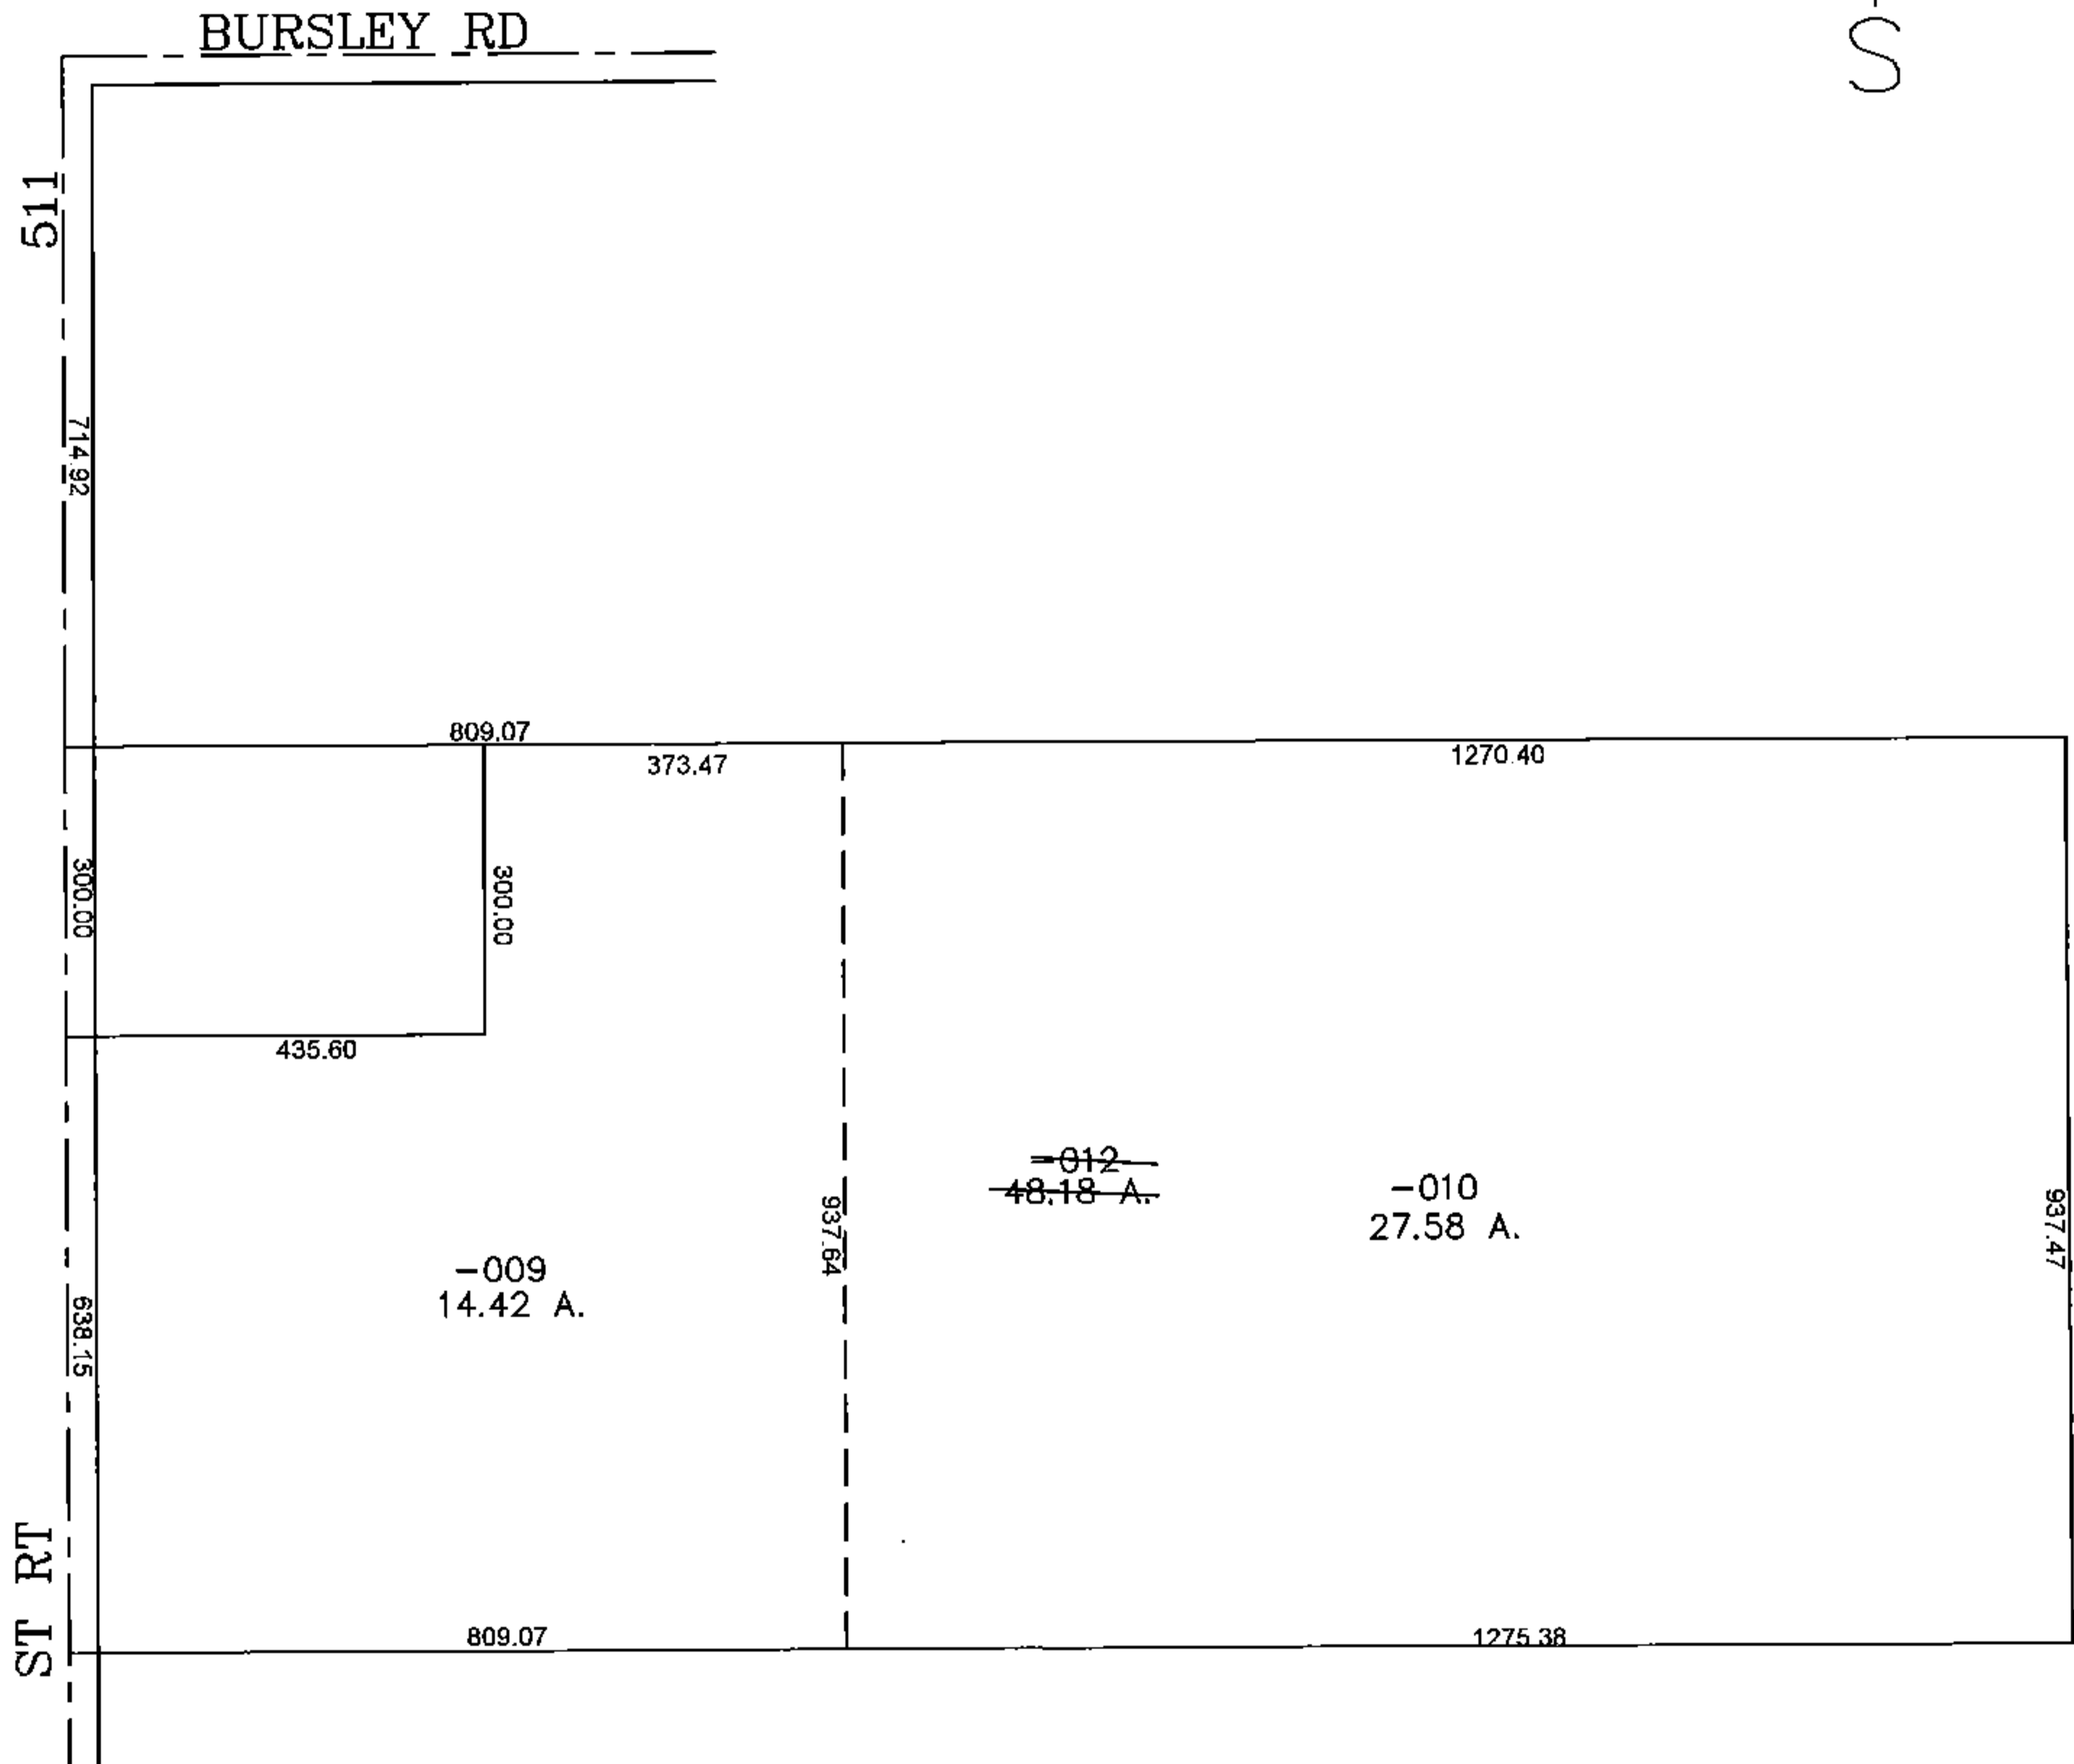 BURSLEY RD
S
511
714.92
809.07
373.47
1270.40
300.00
300.00
435.60
-012
48.18 A.
-010
27.58 A.
937.64
937.47
-009
14.42 A.
638.15
ST RT
809.07
1275.38